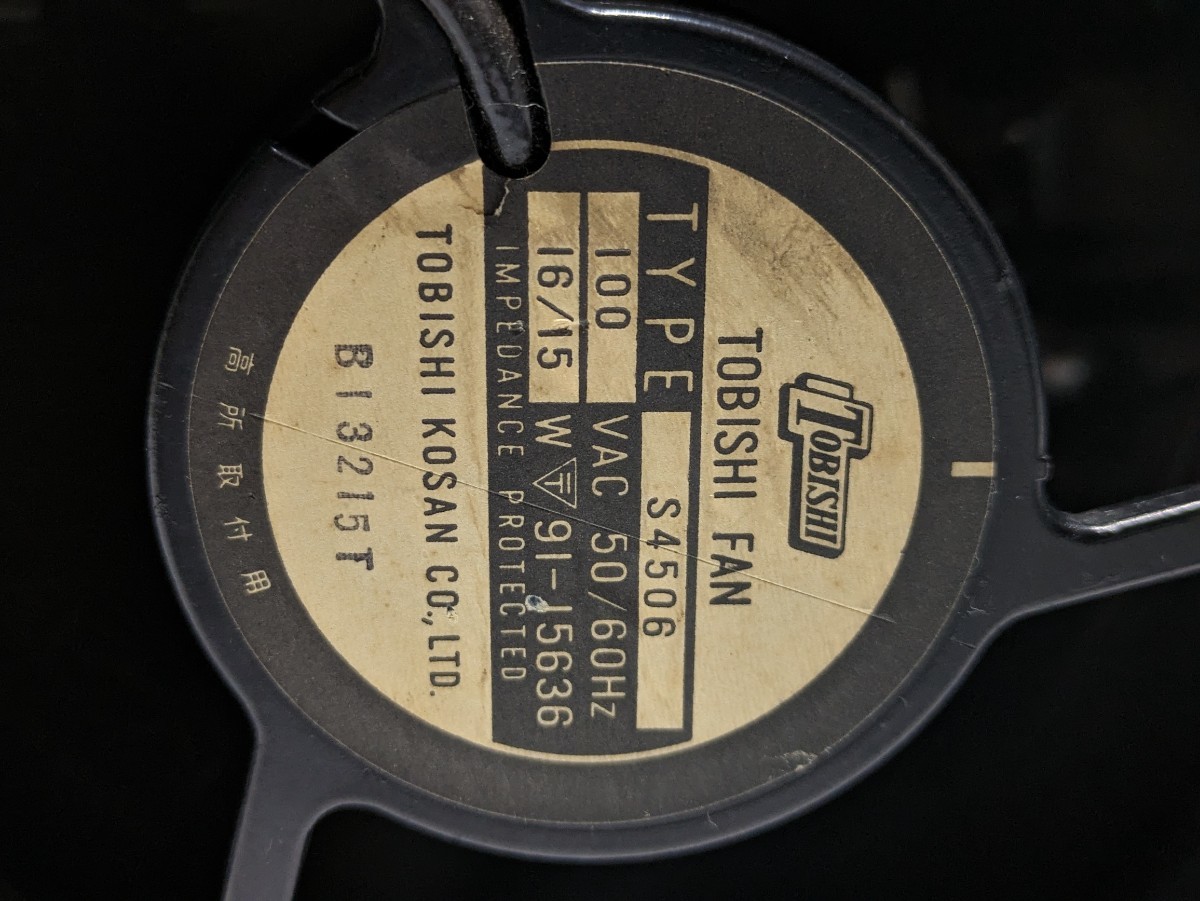 TOBISHI
TOBISHI FAN
TYPE S4506
100 VAC 50/60Hz
16/15 W T 91-15636
IMPEDANCE PROTECTED
TOBISHI KOSAN CO., LTD.
B13215T
高所取付用